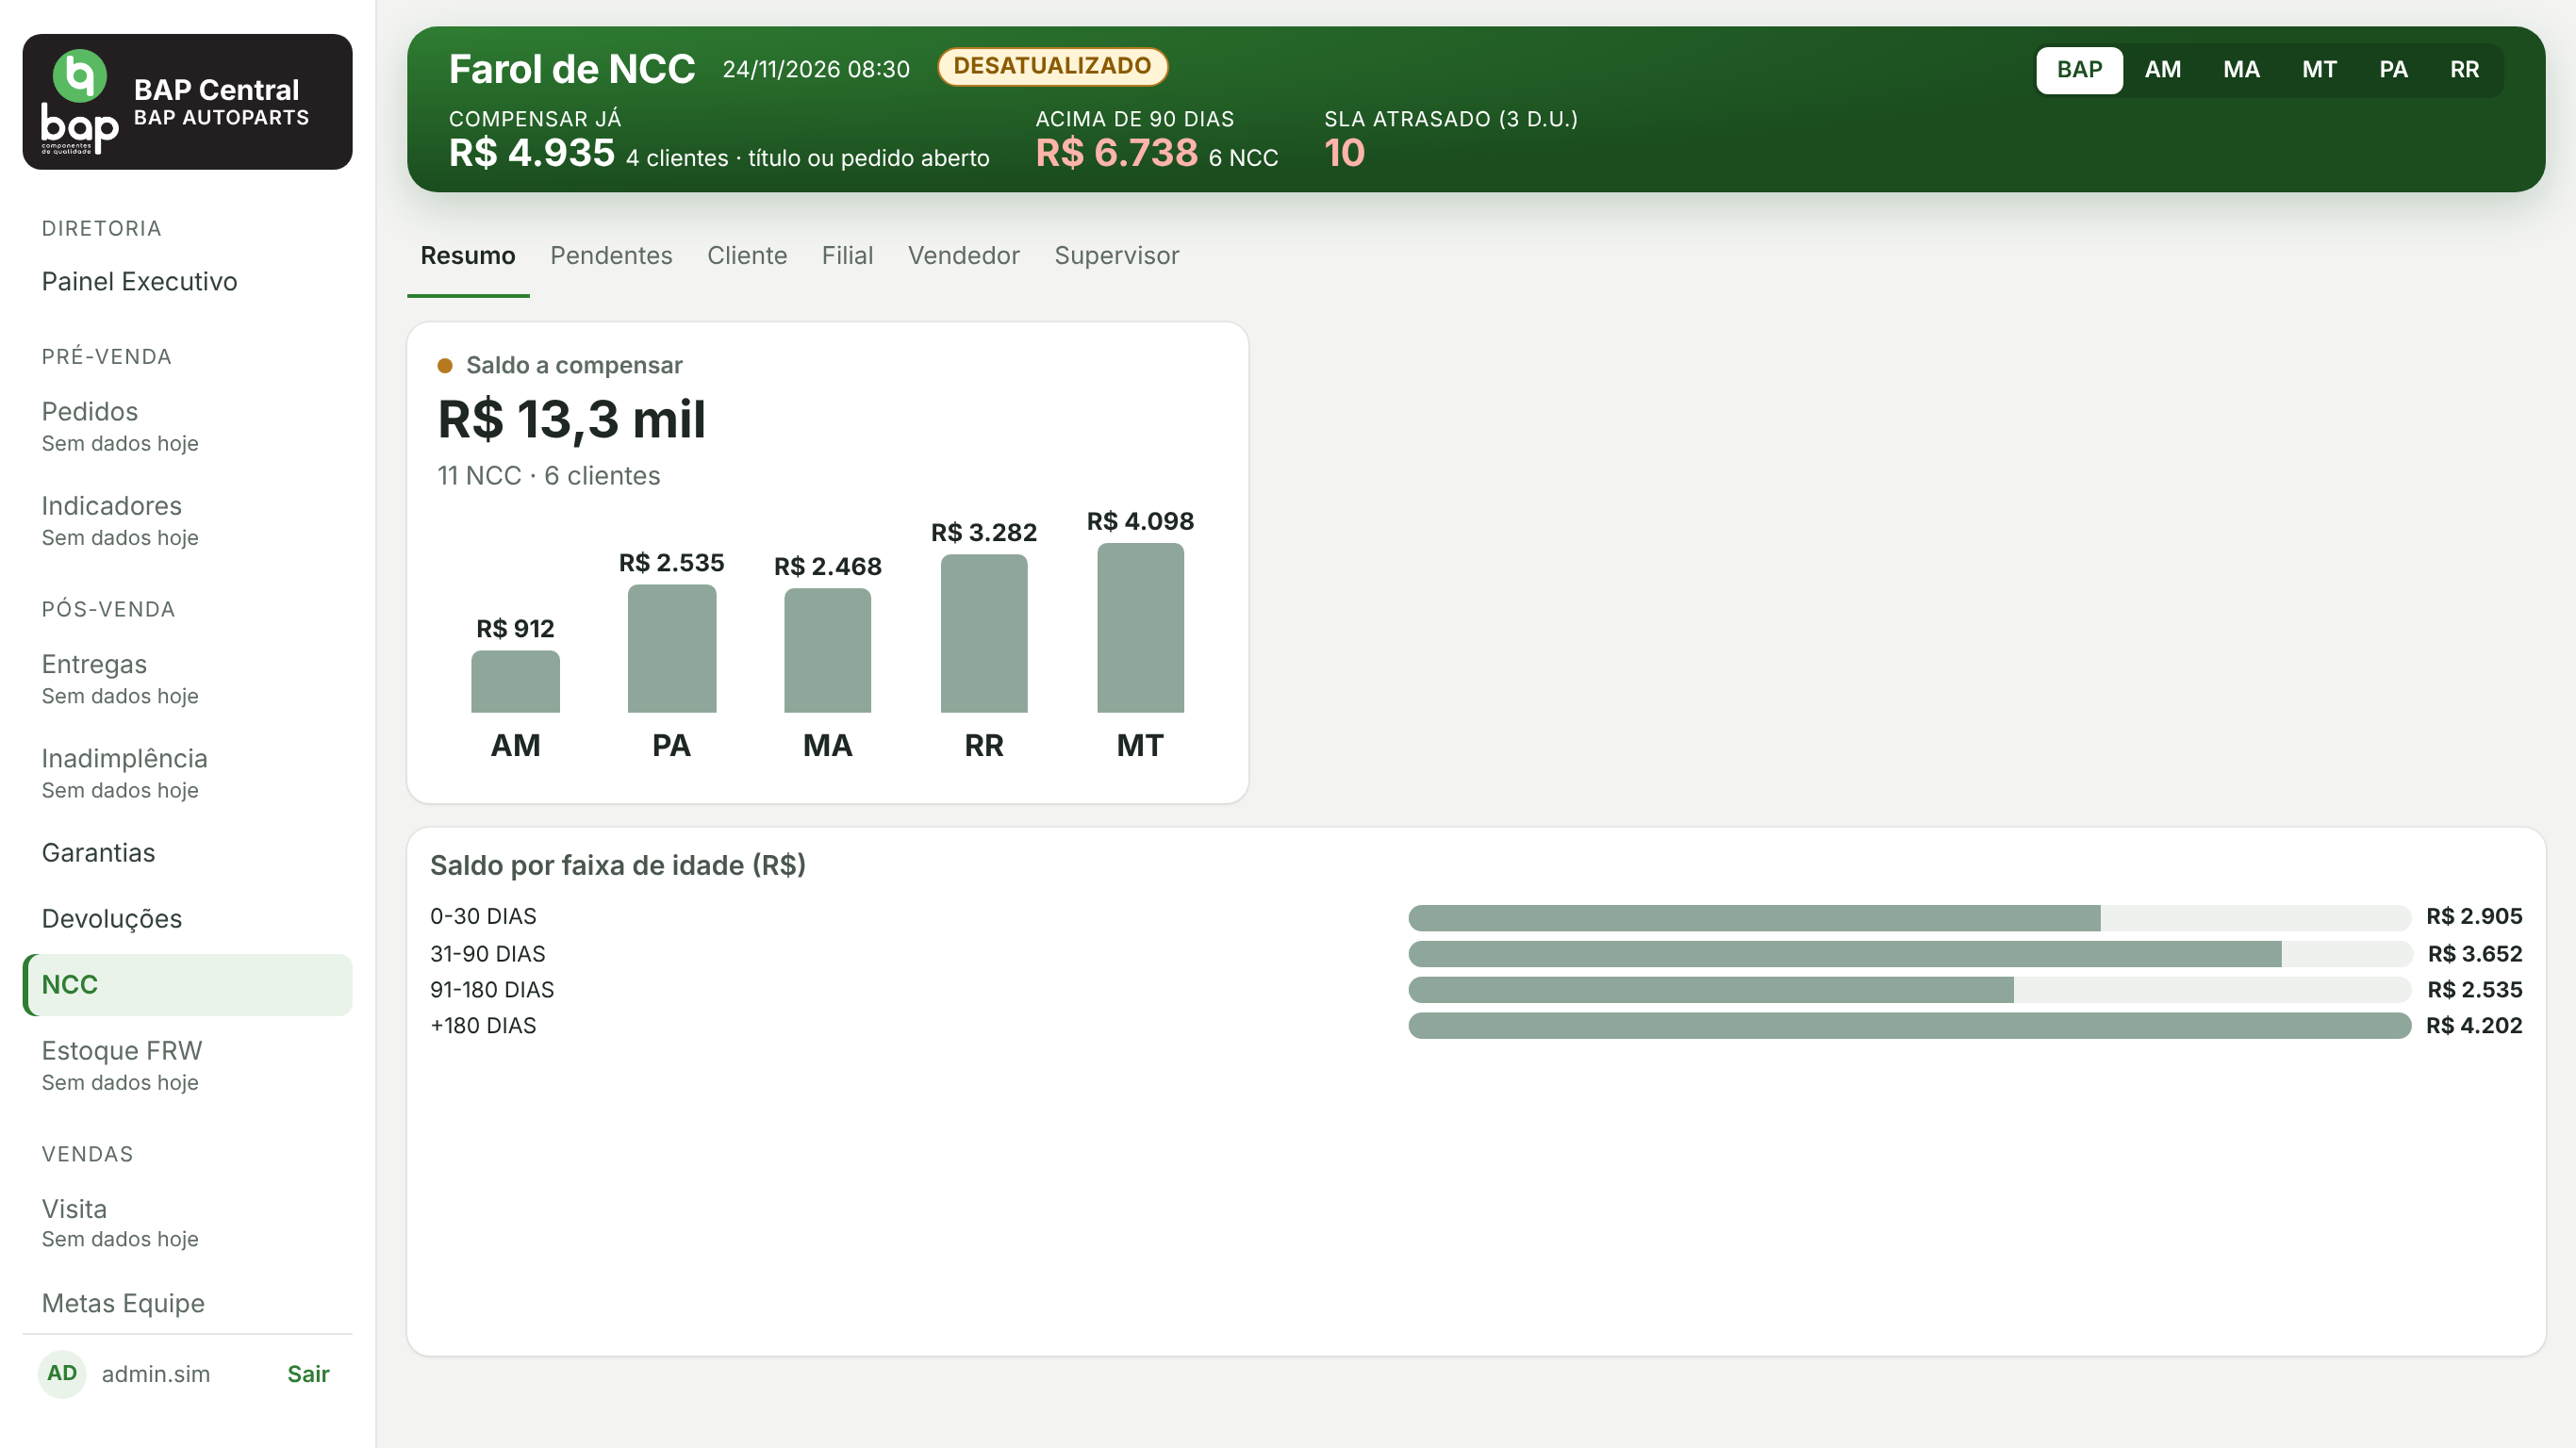 bap
componentes
de qualidade
BAP Central
BAP AUTOPARTS
DIRETORIA
Painel Executivo
PRÉ-VENDA
Pedidos
Sem dados hoje
Indicadores
Sem dados hoje
PÓS-VENDA
Entregas
Sem dados hoje
Inadimplência
Sem dados hoje
Garantias
Devoluções
NCC
Estoque FRW
Sem dados hoje
VENDAS
Visita
Sem dados hoje
Metas Equipe
AD admin.sim Sair
Farol de NCC 24/11/2026 08:30 DESATUALIZADO
BAP AM MA MT PA RR
COMPENSAR JÁ
R$ 4.935 4 clientes · título ou pedido aberto
ACIMA DE 90 DIAS
R$ 6.738 6 NCC
SLA ATRASADO (3 D.U.)
10
Resumo Pendentes Cliente Filial Vendedor Supervisor
Saldo a compensar
R$ 13,3 mil
11 NCC · 6 clientes
R$ 912 R$ 2.535 R$ 2.468 R$ 3.282 R$ 4.098
AM PA MA RR MT
Saldo por faixa de idade (R$)
0-30 DIAS R$ 2.905
31-90 DIAS R$ 3.652
91-180 DIAS R$ 2.535
+180 DIAS R$ 4.202